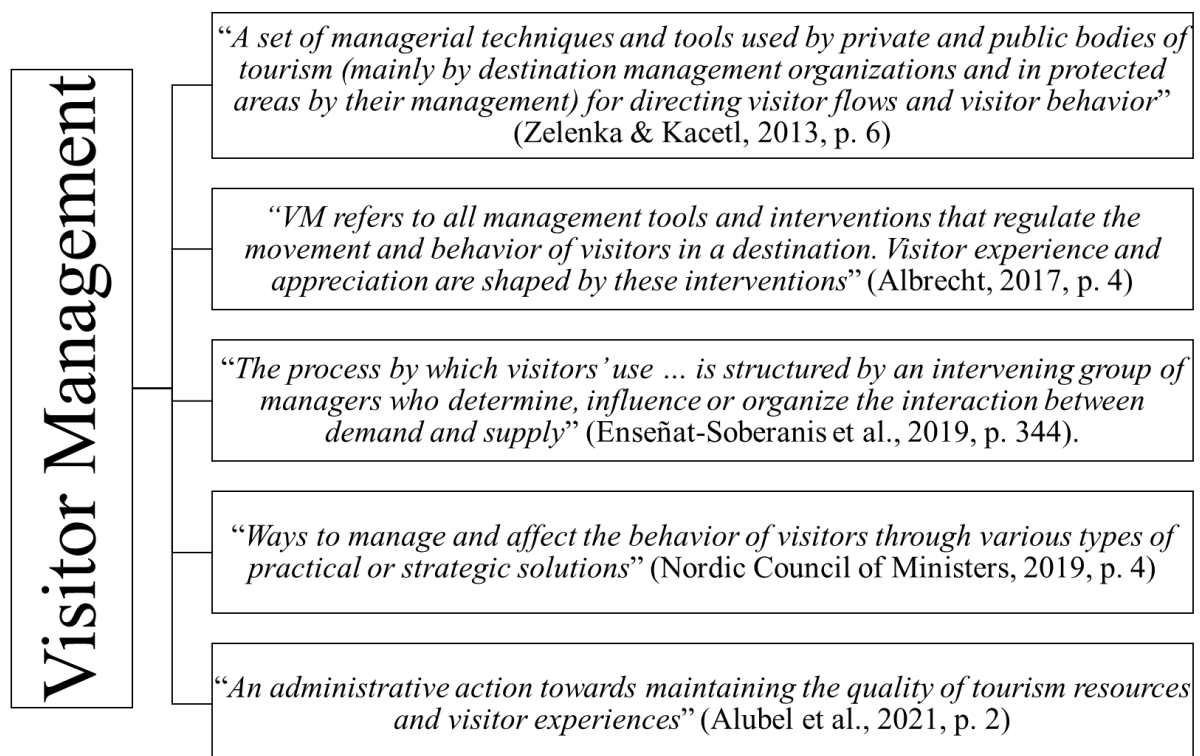 Visitor Management
“A set of managerial techniques and tools used by private and public bodies of
tourism (mainly by destination management organizations and in protected
areas by their management) for directing visitor flows and visitor behavior”
(Zelenka & Kacetl, 2013, p. 6)
“VM refers to all management tools and interventions that regulate the
movement and behavior of visitors in a destination. Visitor experience and
appreciation are shaped by these interventions” (Albrecht, 2017, p. 4)
“The process by which visitors’ use ... is structured by an intervening group of
managers who determine, influence or organize the interaction between
demand and supply” (Enseñat-Soberanis et al., 2019, p. 344).
“Ways to manage and affect the behavior of visitors through various types of
practical or strategic solutions” (Nordic Council of Ministers, 2019, p. 4)
“An administrative action towards maintaining the quality of tourism resources
and visitor experiences” (Alubel et al., 2021, p. 2)